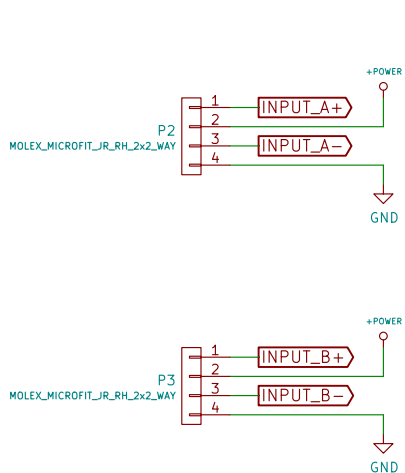 +POWER
1 INPUT_A+
2
P2
3 INPUT_A-
MOLEX_MICROFIT_JR_RH_2x2_WAY
4
GND
+POWER
1 INPUT_B+
2
P3
3 INPUT_B-
MOLEX_MICROFIT_JR_RH_2x2_WAY
4
GND